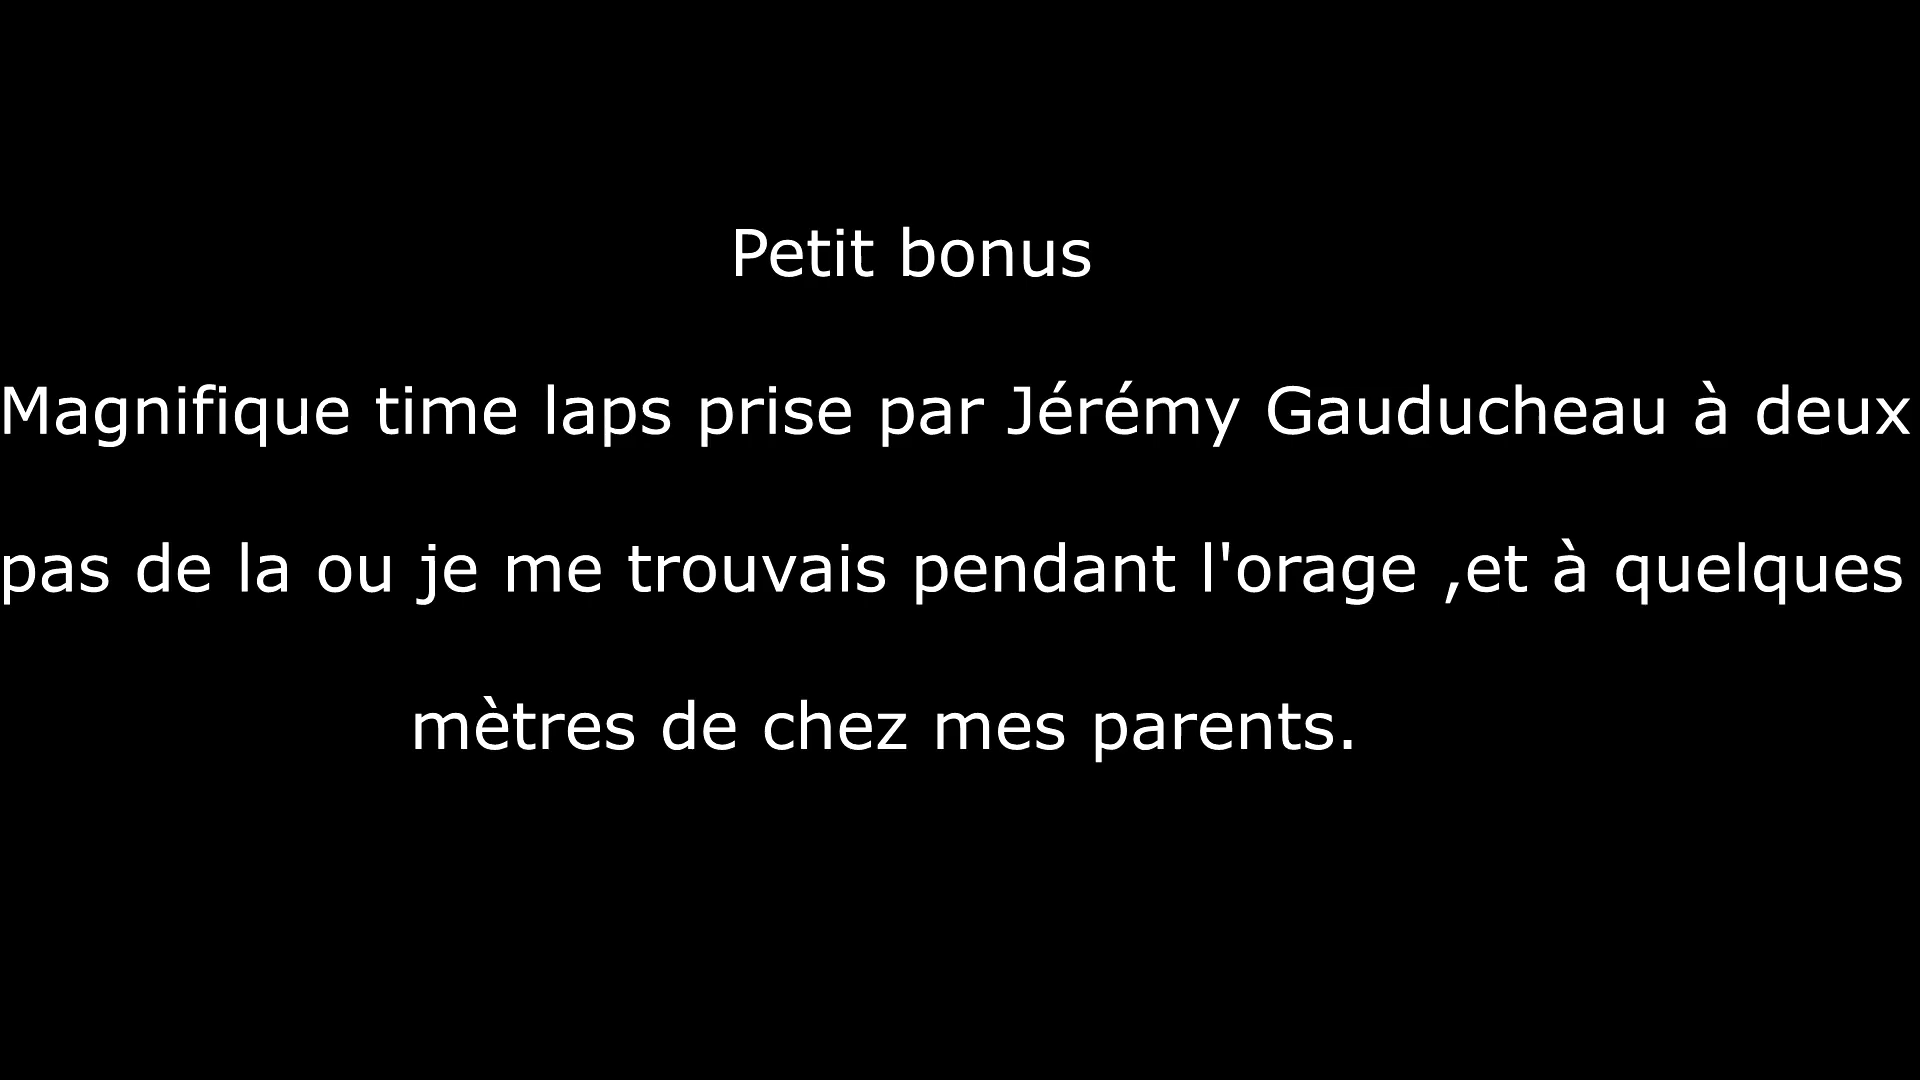 Petit bonus
Magnifique time laps prise par Jérémy Gauducheau à deux
pas de la ou je me trouvais pendant l'orage ,et à quelques
mètres de chez mes parents.